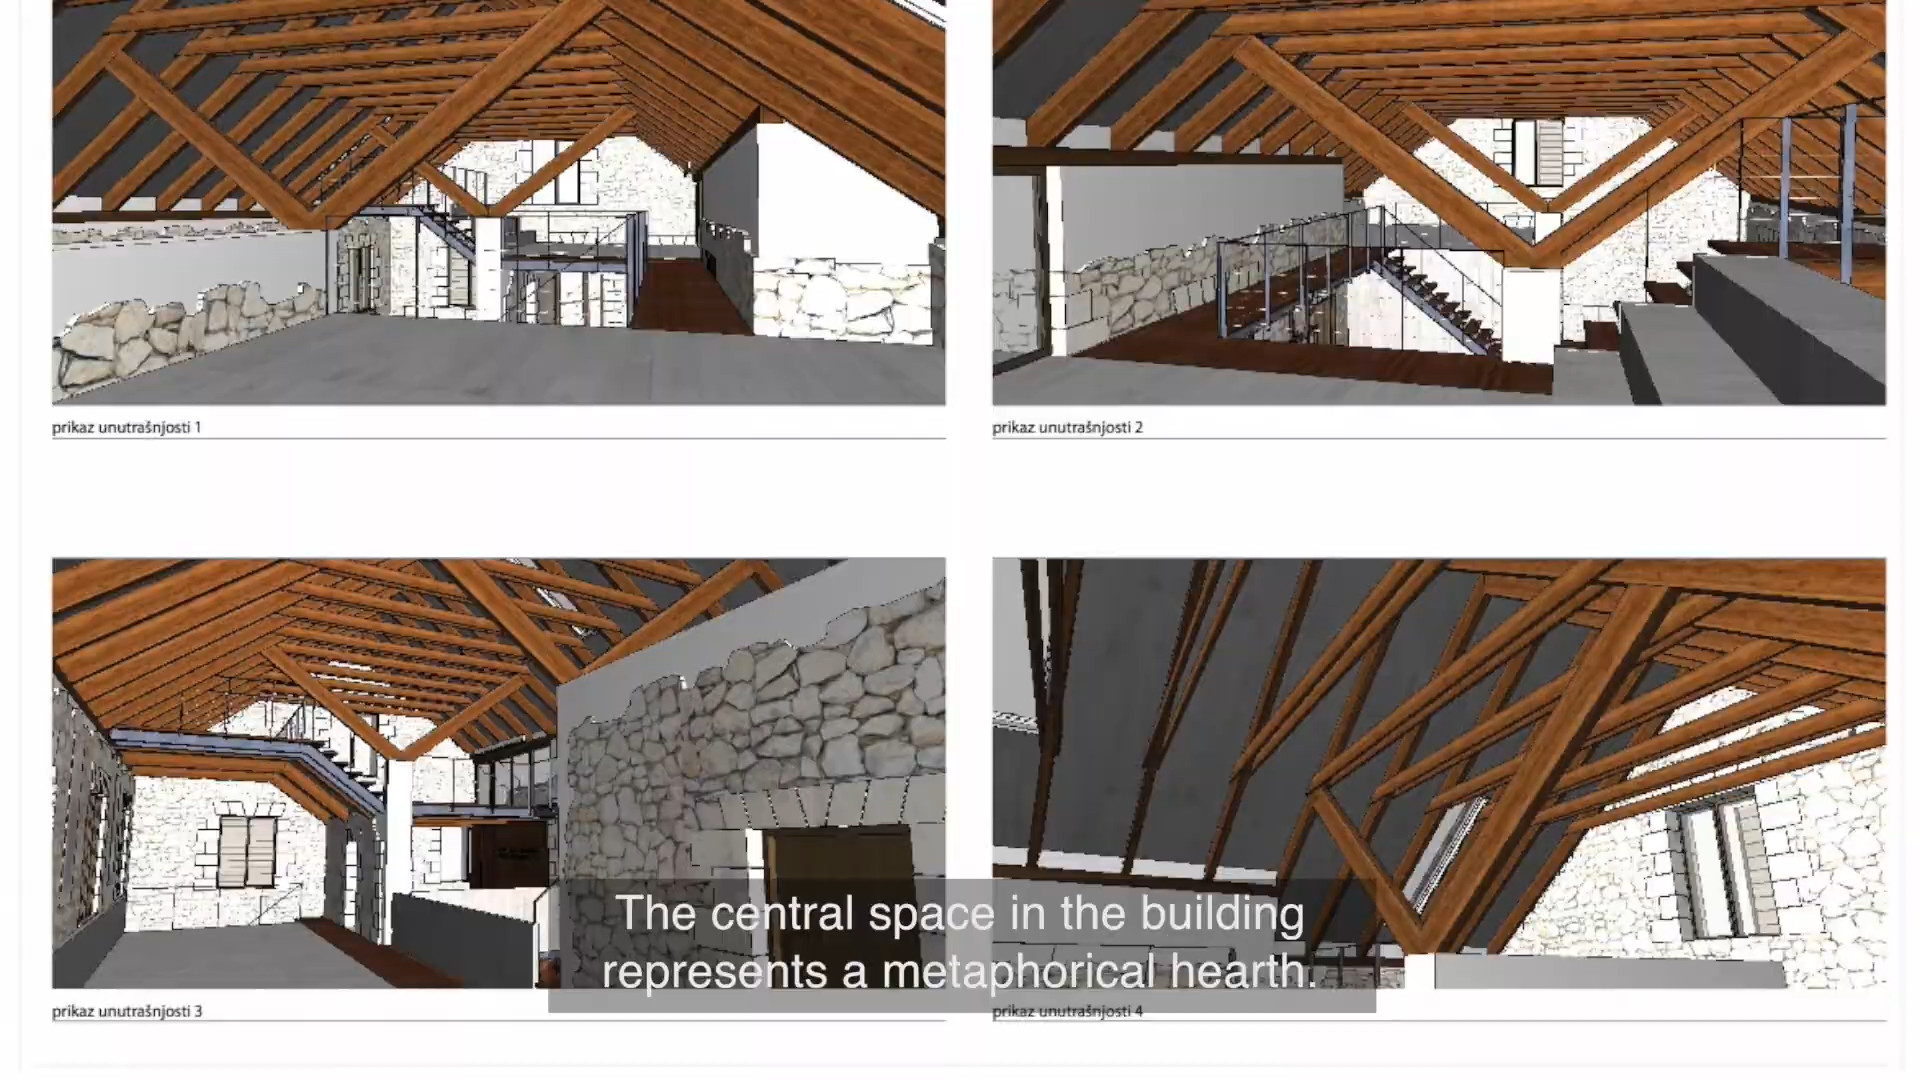 prikaz unutrašnjosti 1
prikaz unutrašnjosti 2
The central space in the building
represents a metaphorical hearth.
prikaz unutrašnjosti 3
prikaz unutrašnjosti 4